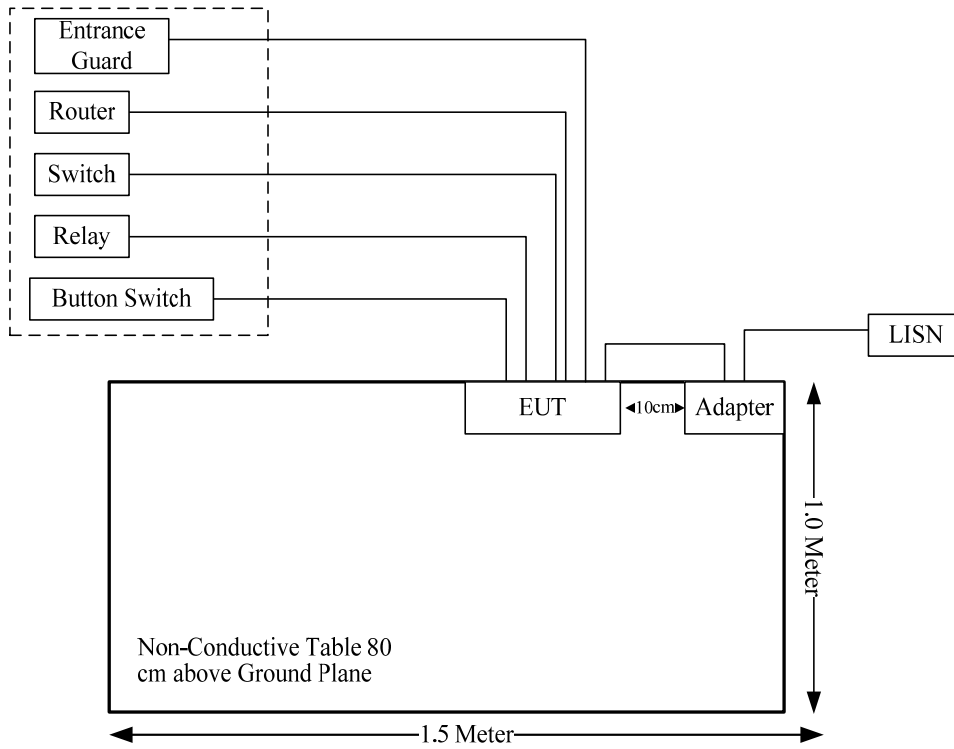 Entrance
Guard
Router
Switch
Relay
Button Switch
LISN
EUT
10cm
Adapter
1.0 Meter
Non-Conductive Table 80
cm above Ground Plane
1.5 Meter